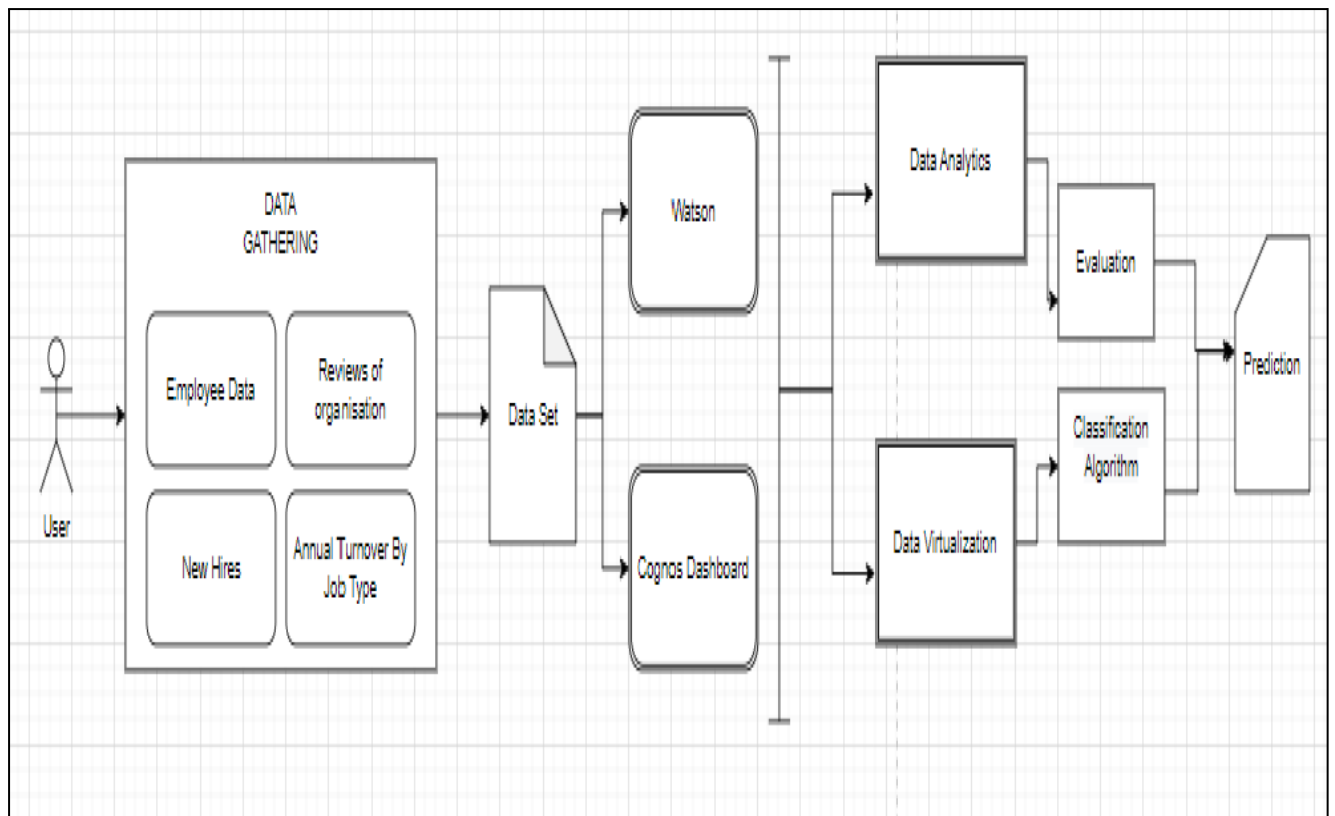 DATA
GATHERING
Employee Data
Reviews of
organisation
New Hires
Annual Turnover By
Job Type
User
Data Set
Watson
Cognos Dashboard
Data Analytics
Data Virtualization
Evaluation
Classification
Algorithm
Prediction